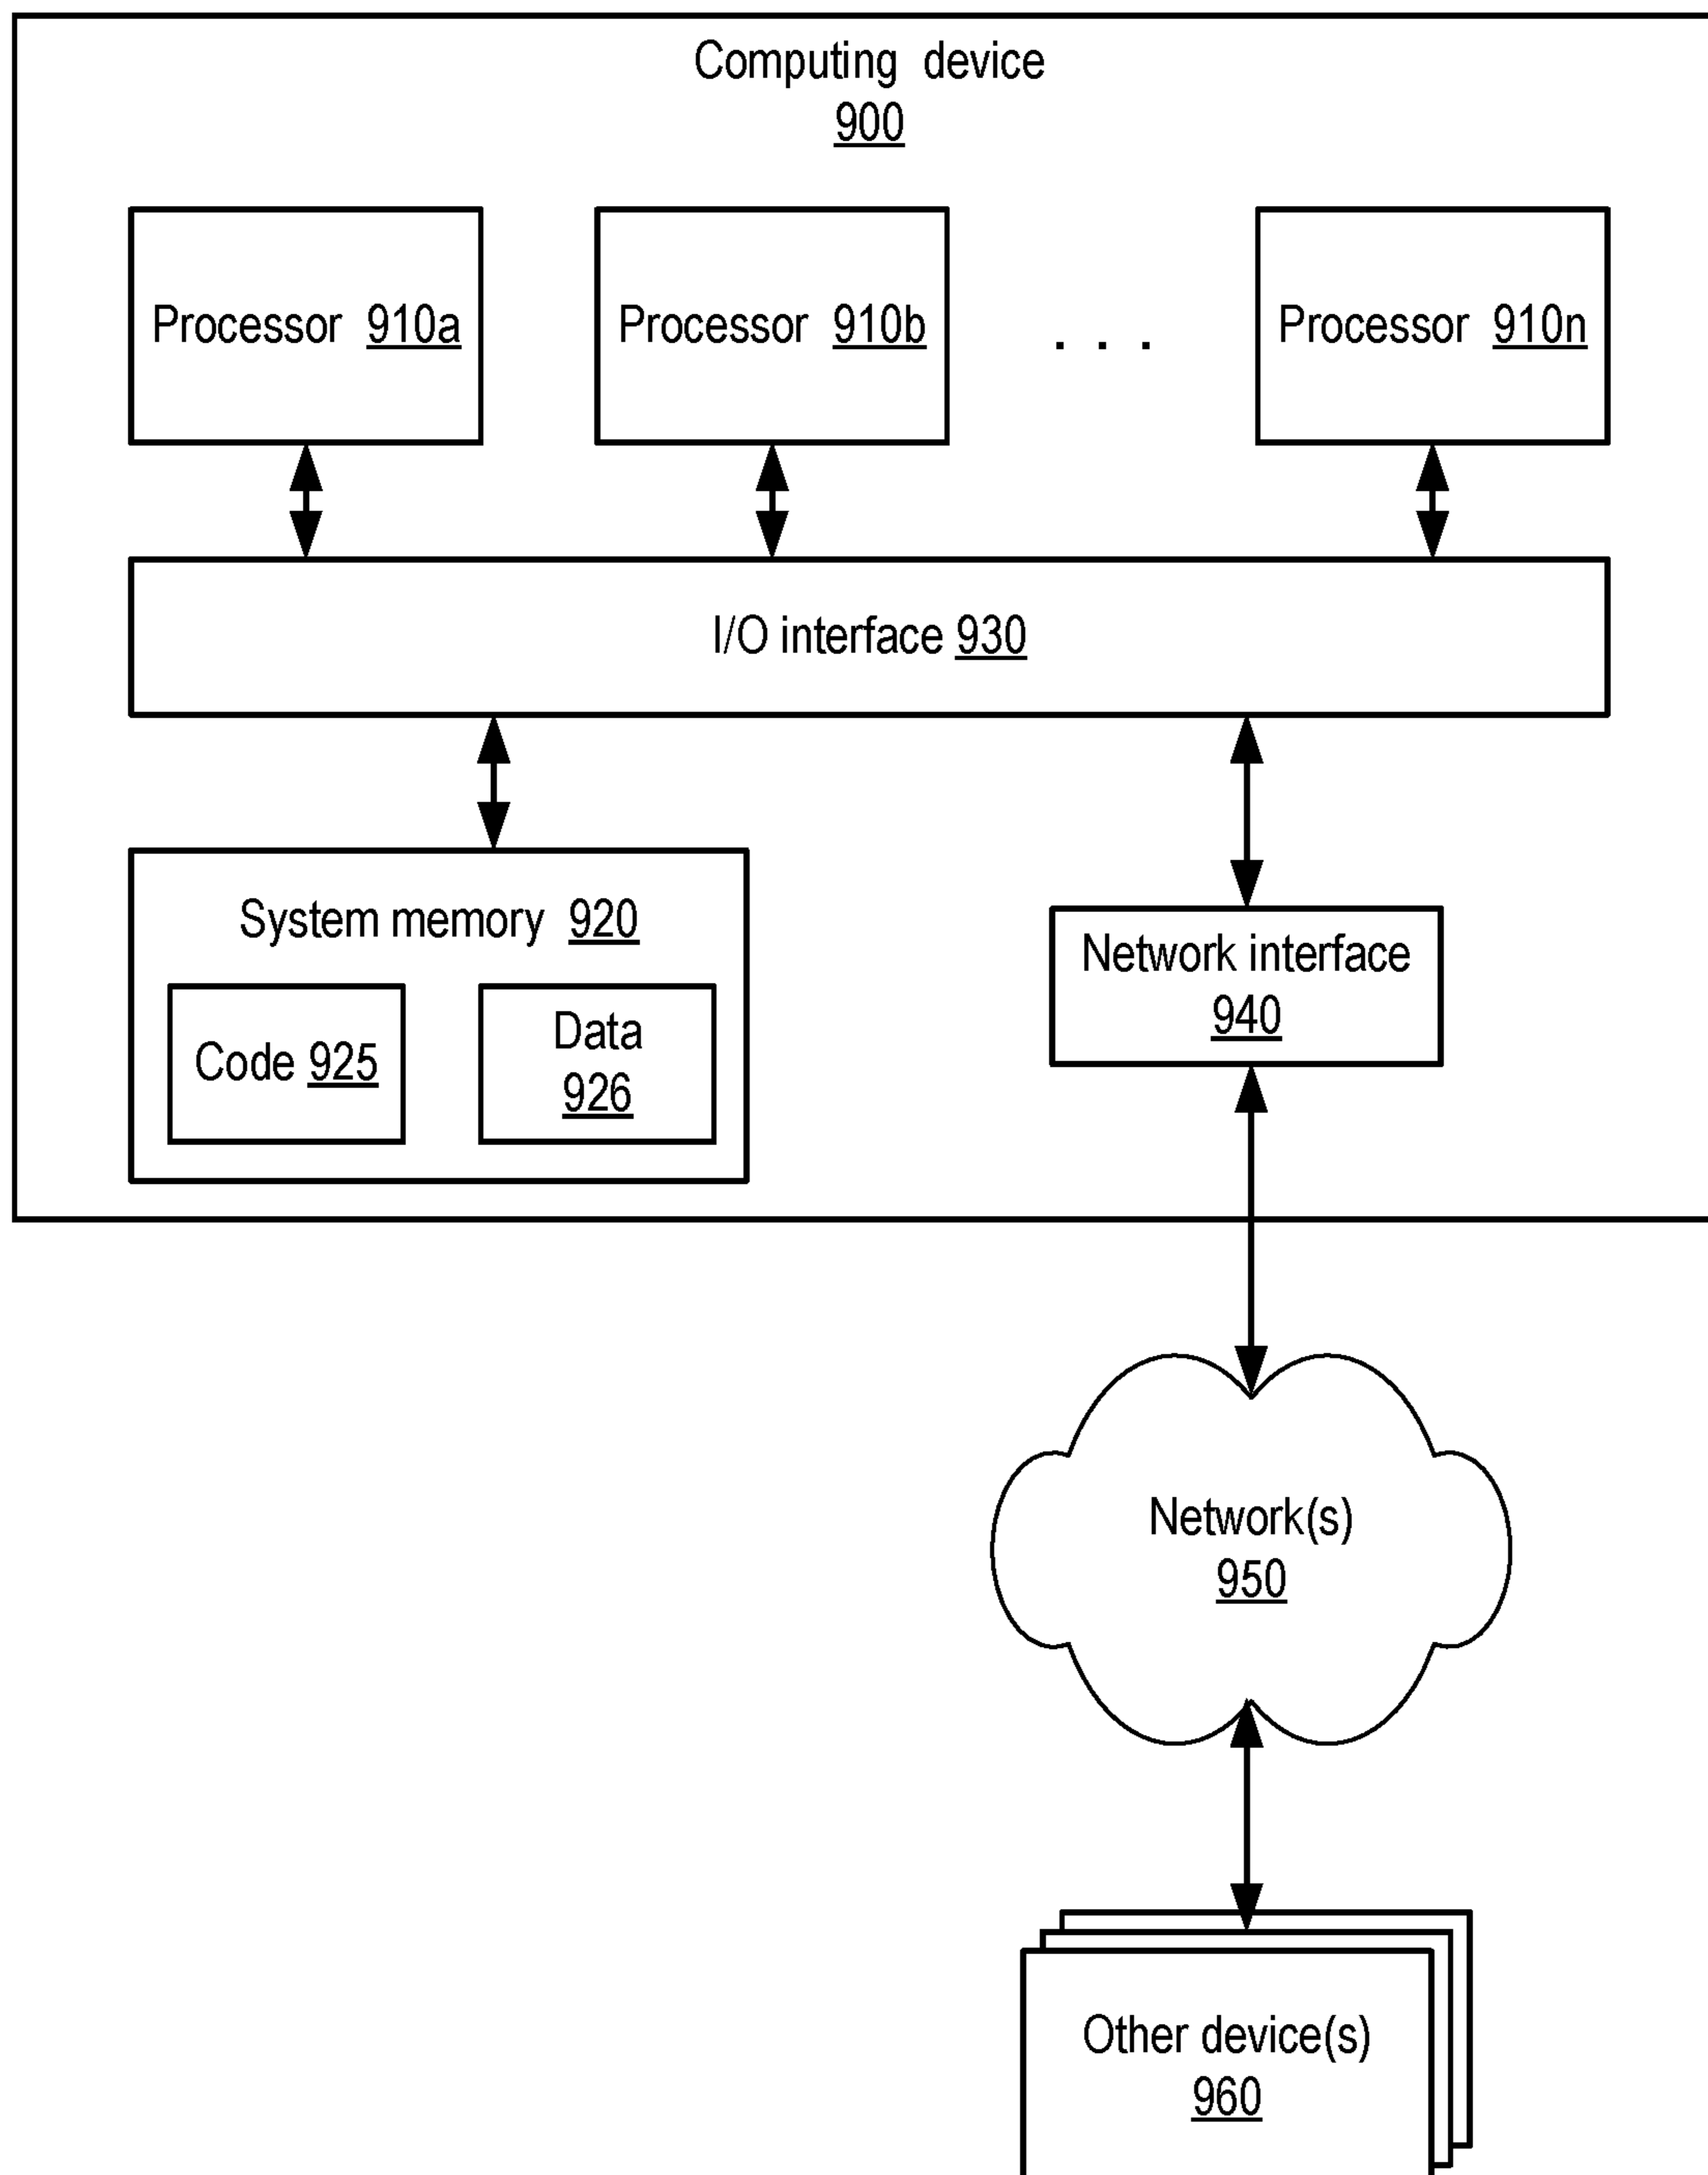 Computing device
900
Processor 910a
Processor 910b
. . .
Processor 910n
I/O interface 930
System memory 920
Code 925
Data
926
Network interface
940
Network(s)
950
Other device(s)
960